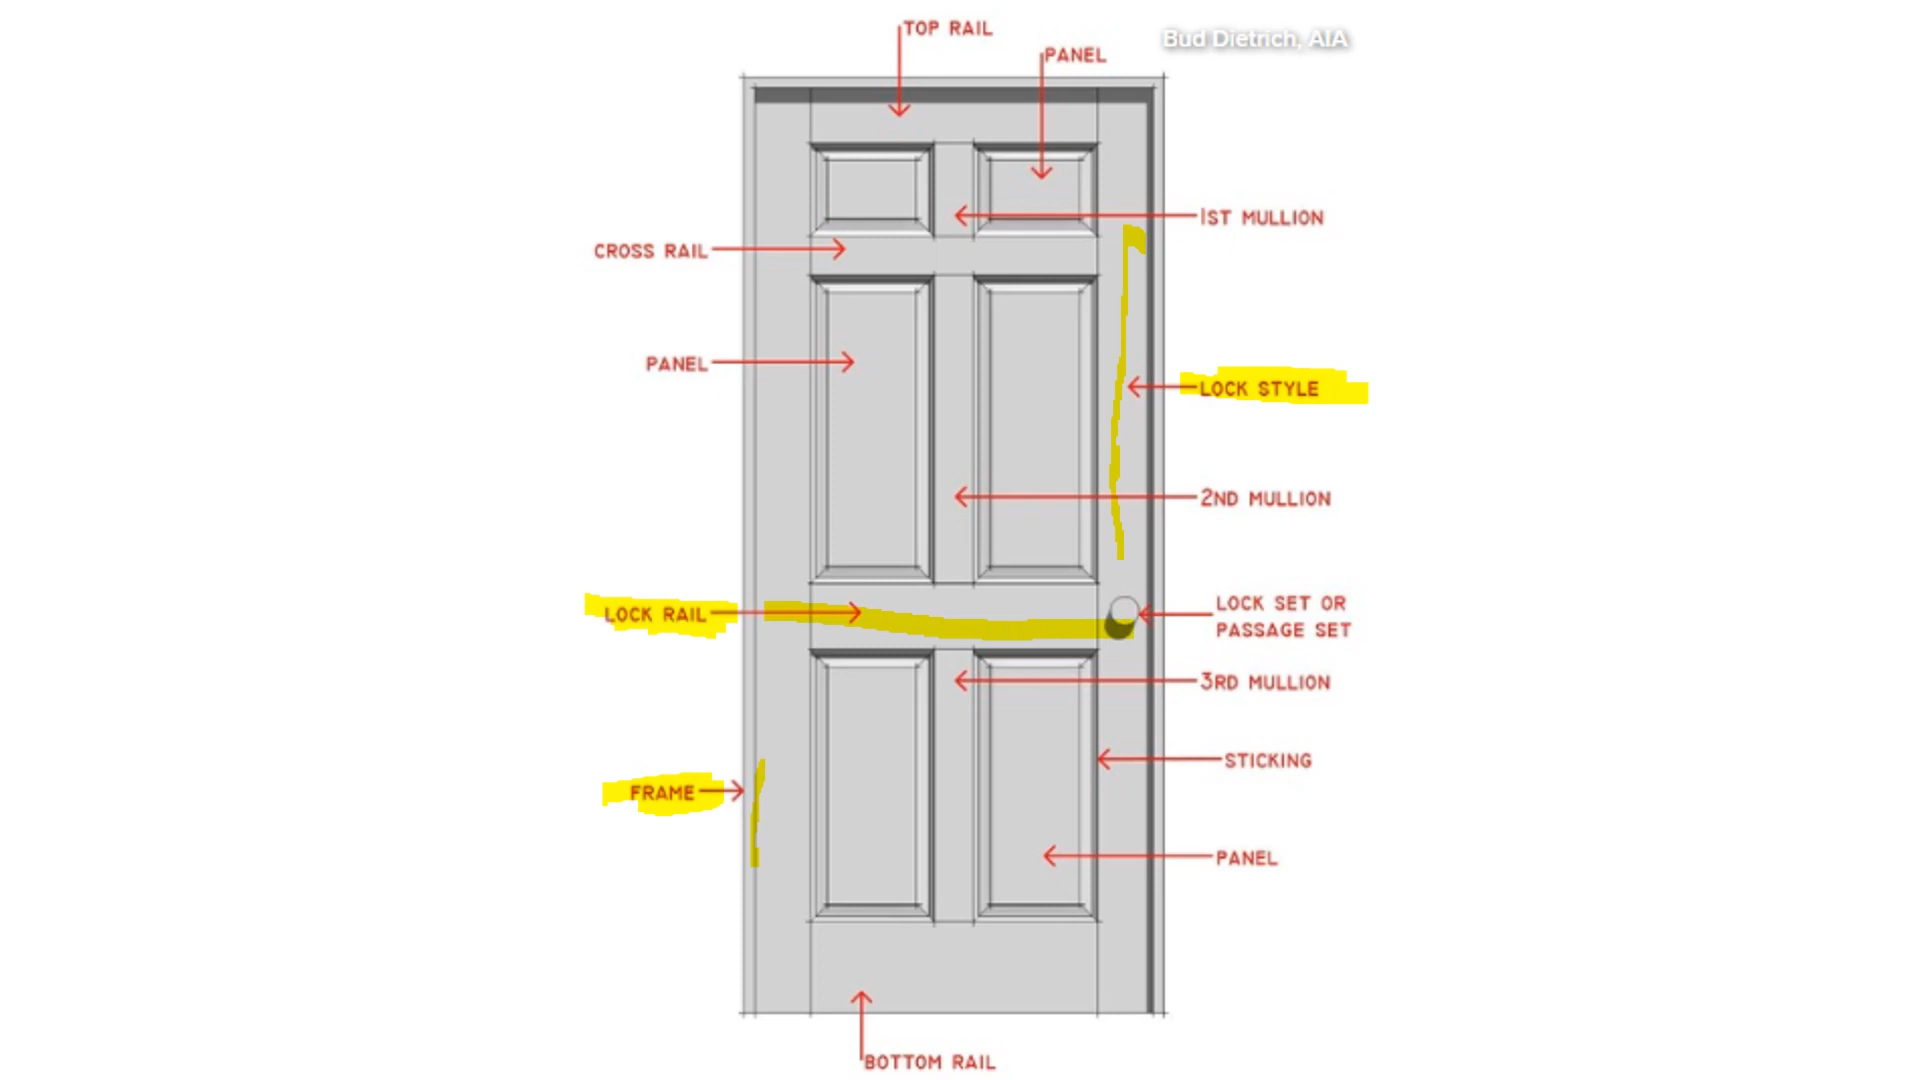 TOP RAIL
Bud Dietrich, AIA
PANEL
1ST MULLION
CROSS RAIL
PANEL
LOCK STYLE
2ND MULLION
LOCK RAIL
LOCK SET OR
PASSAGE SET
3RD MULLION
STICKING
FRAME
PANEL
BOTTOM RAIL